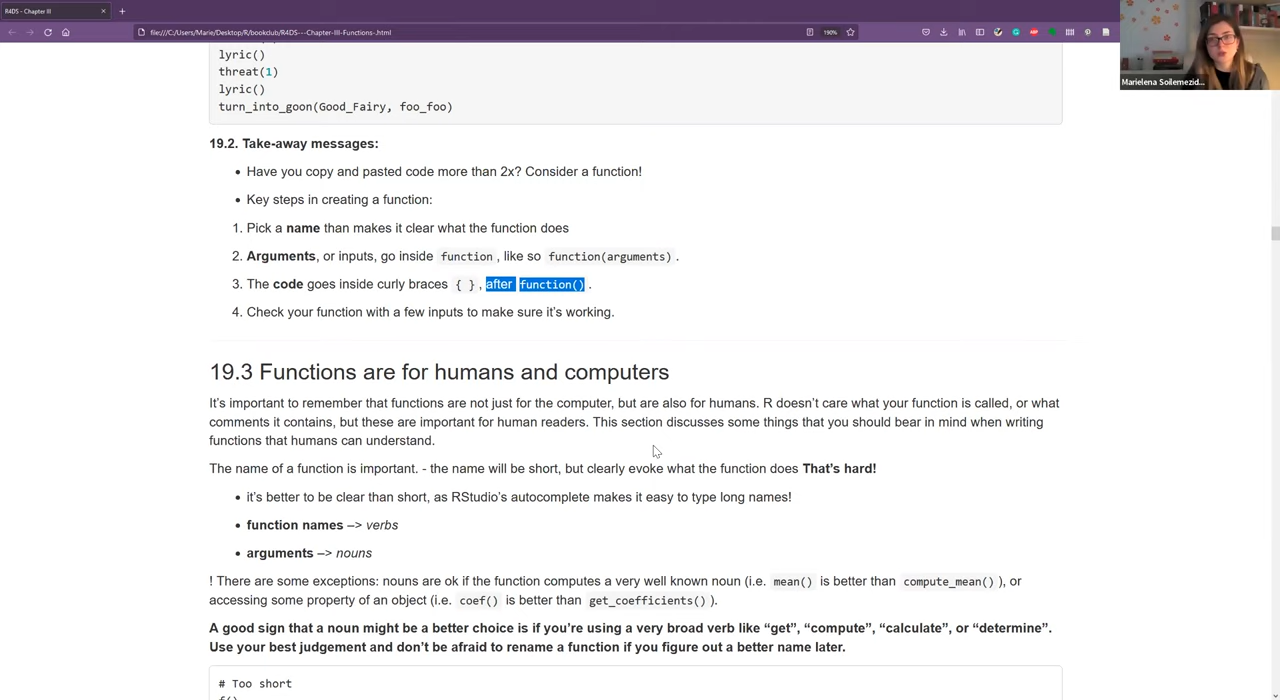 R4DS - Chapter III
file:///C:/Users/Marie/Desktop/R/bookclub/R4DS---Chapter-III-Functions-.html
190%
Marielena Soilemezid...
lyric()
threat(1)
lyric()
turn_into_goon(Good_Fairy, foo_foo)
19.2. Take-away messages:
• Have you copy and pasted code more than 2x? Consider a function!
• Key steps in creating a function:
1. Pick a name than makes it clear what the function does
2. Arguments, or inputs, go inside function, like so function(arguments).
3. The code goes inside curly braces { }, after function().
4. Check your function with a few inputs to make sure it's working.
19.3 Functions are for humans and computers
It's important to remember that functions are not just for the computer, but are also for humans. R doesn't care what your function is called, or what
comments it contains, but these are important for human readers. This section discusses some things that you should bear in mind when writing
functions that humans can understand.
The name of a function is important. - the name will be short, but clearly evoke what the function does That's hard!
• it's better to be clear than short, as RStudio's autocomplete makes it easy to type long names!
• function names –> verbs
• arguments –> nouns
! There are some exceptions: nouns are ok if the function computes a very well known noun (i.e. mean() is better than compute_mean()), or
accessing some property of an object (i.e. coef() is better than get_coefficients()).
A good sign that a noun might be a better choice is if you're using a very broad verb like "get", "compute", "calculate", or "determine".
Use your best judgement and don't be afraid to rename a function if you figure out a better name later.
# Too short